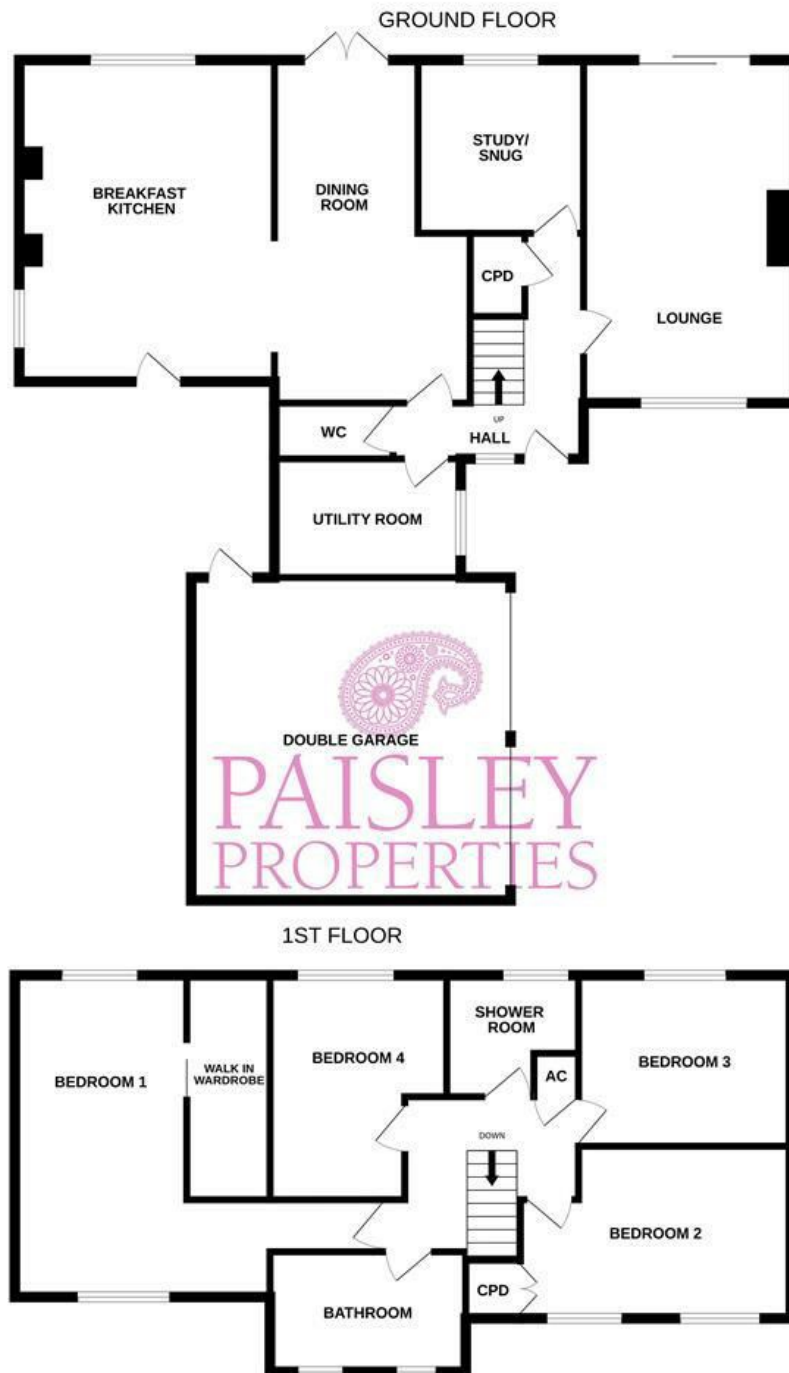 GROUND FLOOR
BREAKFAST
KITCHEN
DINING
ROOM
STUDY/
SNUG
CPD
LOUNGE
UP
WC
HALL
UTILITY ROOM
DOUBLE GARAGE
PAISLEY
PROPERTIES
1ST FLOOR
BEDROOM 1
WALK IN
WARDROBE
BEDROOM 4
SHOWER
ROOM
AC
BEDROOM 3
DOWN
BEDROOM 2
CPD
BATHROOM